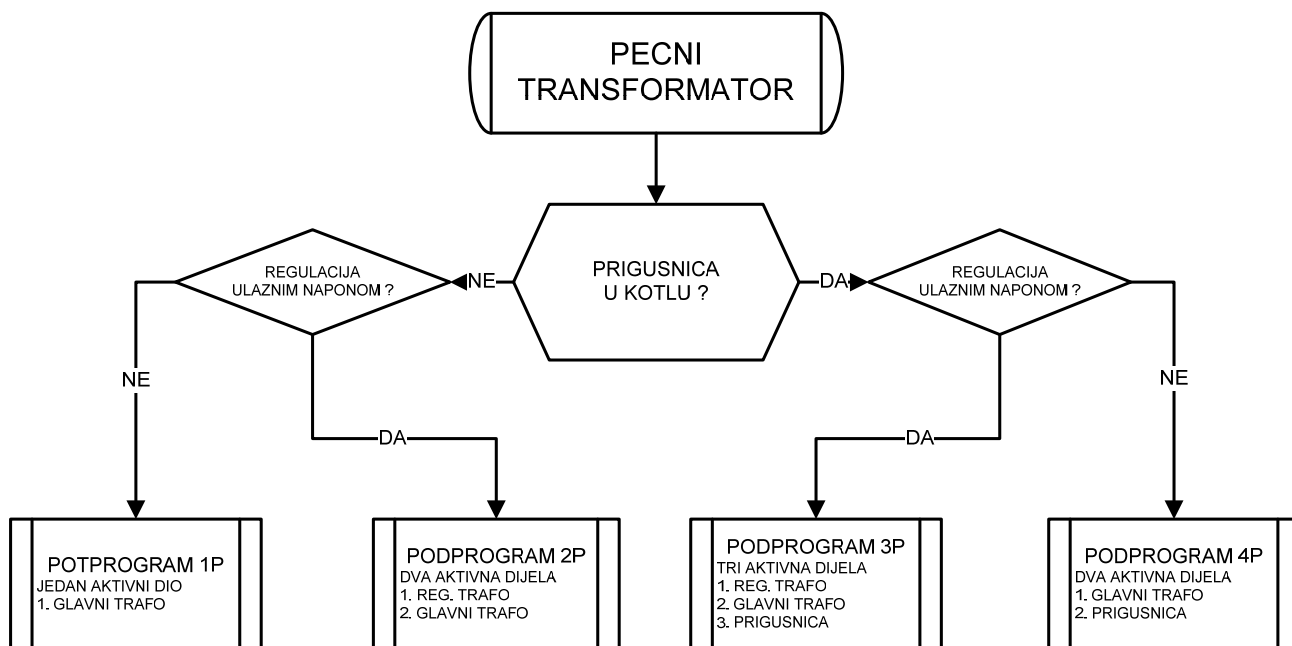 PECNI
TRANSFORMATOR
PRIGUSNICA
U KOTLU ?
REGULACIJA
ULAZNIM NAPONOM ?
NE
DA
REGULACIJA
ULAZNIM NAPONOM ?
NE
NE
DA
DA
POTPROGRAM 1P
JEDAN AKTIVNI DIO
1. GLAVNI TRAFO
PODPROGRAM 2P
DVA AKTIVNA DIJELA
1. REG. TRAFO
2. GLAVNI TRAFO
PODPROGRAM 3P
TRI AKTIVNA DIJELA
1. REG. TRAFO
2. GLAVNI TRAFO
3. PRIGUSNICA
PODPROGRAM 4P
DVA AKTIVNA DIJELA
1. GLAVNI TRAFO
2. PRIGUSNICA